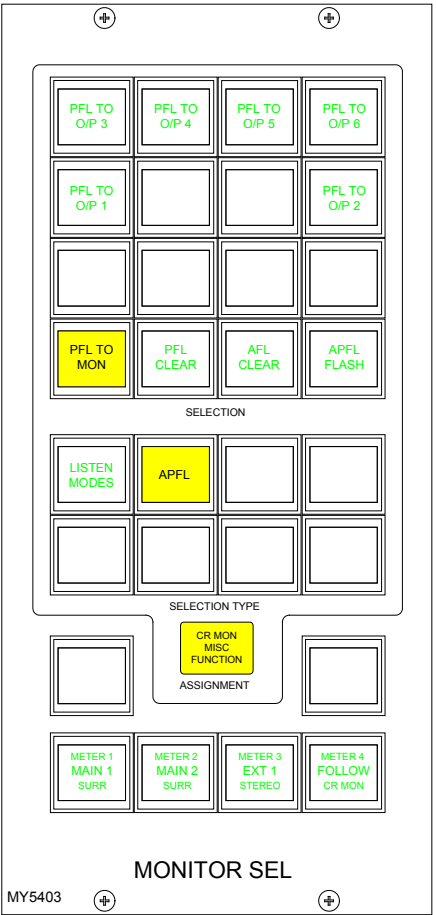 PFL TO
O/P 3
PFL TO
O/P 4
PFL TO
O/P 5
PFL TO
O/P 6
PFL TO
O/P 1
PFL TO
O/P 2
PFL TO
MON
PFL
CLEAR
AFL
CLEAR
APFL
FLASH
SELECTION
LISTEN
MODES
APFL
SELECTION TYPE
CR MON
MISC
FUNCTION
ASSIGNMENT
METER 1
MAIN 1
SURR
METER 2
MAIN 2
SURR
METER 3
EXT 1
STEREO
METER 4
FOLLOW
CR MON
MONITOR SEL
MY5403